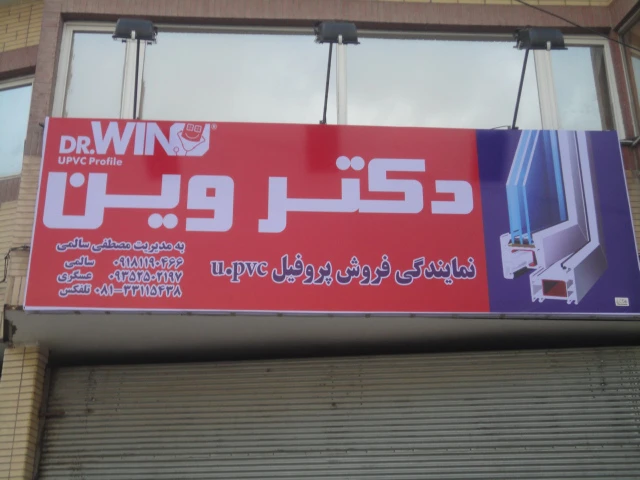 DR.WIN ®
UPVC Profile
دکتر وین
نمایندگی فروش پروفیل u.pvc
به مدیریت مصطفی سالمی
۰۹۱۸۱۱۹۰۴۶۶ سالمی
۰۹۳۵۲۵۰۲۱۹۷ عسگری
۰۸۱-۳۳۱۱۵۴۳۸ تلفکس